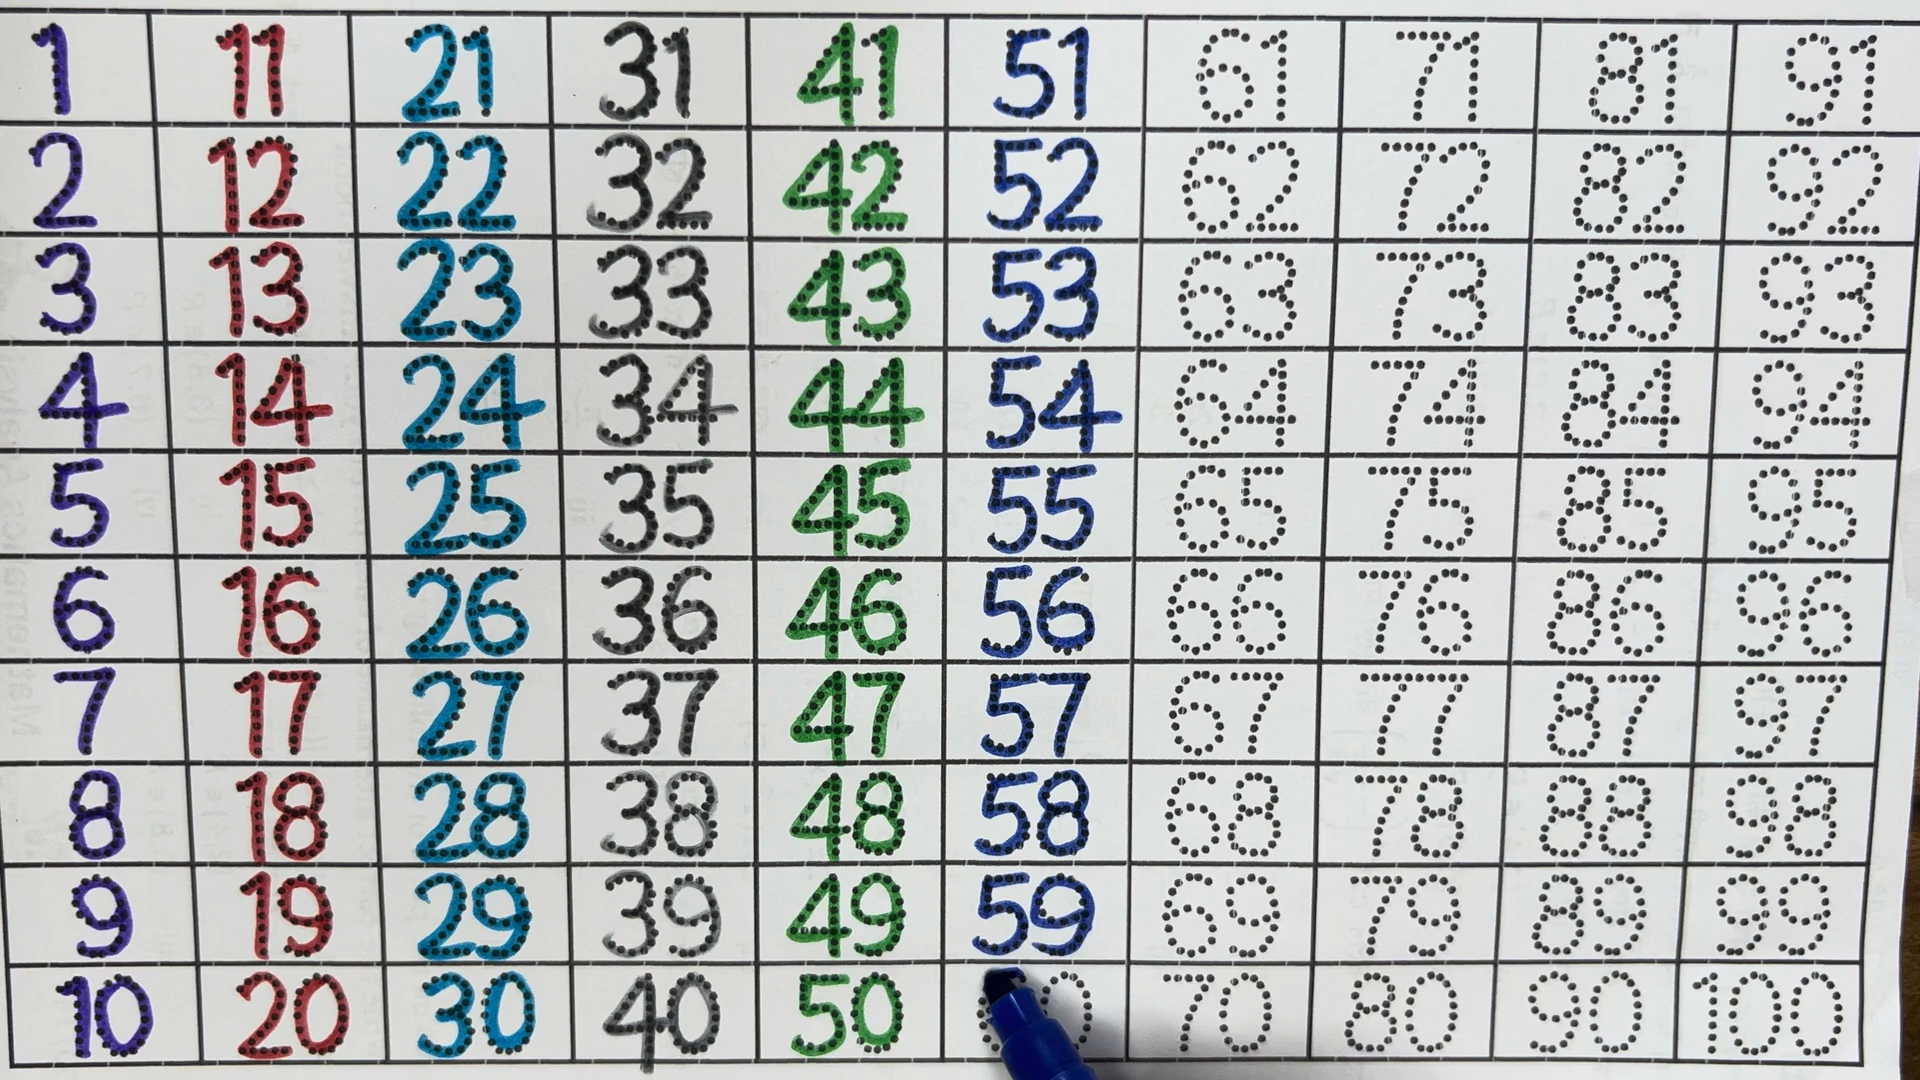 1 11 21 31 41 51 61 71 81 91
2 12 22 32 42 52 62 72 82 92
3 13 23 33 43 53 63 73 83 93
4 14 24 34 44 54 64 74 84 94
5 15 25 35 45 55 65 75 85 95
6 16 26 36 46 56 66 76 86 96
7 17 27 37 47 57 67 77 87 97
8 18 28 38 48 58 68 78 88 98
9 19 29 39 49 59 69 79 89 99
10 20 30 40 50 70 80 90 100